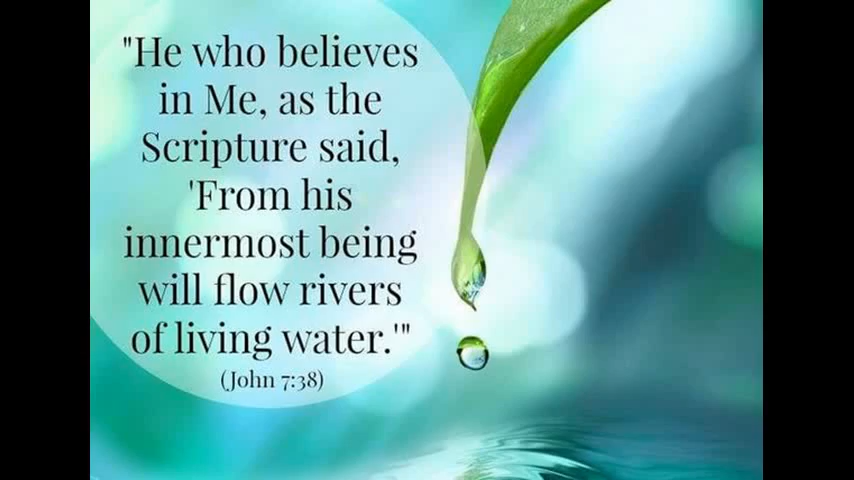 "He who believes
in Me, as the
Scripture said,
'From his
innermost being
will flow rivers
of living water.'"
(John 7:38)